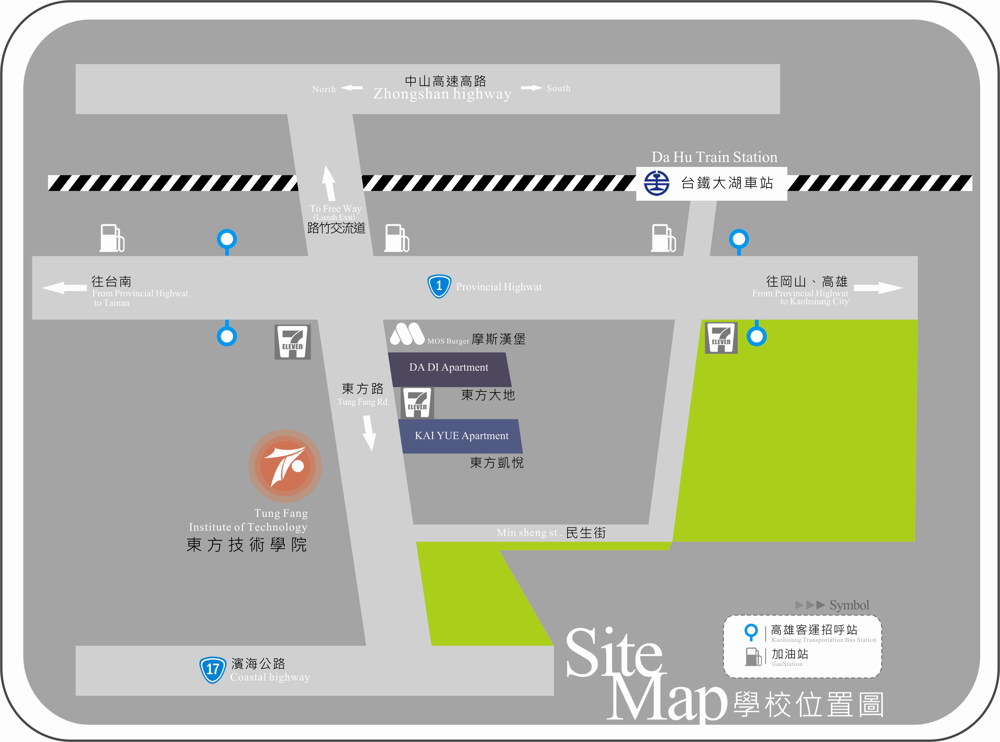 中山高速高路
North
Zhongshan highway
South
Da Hu Train Station
台鐵大湖車站
To Free Way
(Luzuh Exit)
路竹交流道
往台南
From Provincial Highwat
to Tainan
1
Provincial Highwat
往岡山、高雄
From Provincial Highwat
to Kaohsiung City
7
ELEVEn
MOS Burger 摩斯漢堡
7
ELEVEn
DA DI Apartment
東方大地
東方路
Tung Fang Rd.
7
ELEVEn
KAI YUE Apartment
東方凱悅
Tung Fang
Institute of Technology
東方技術學院
Min sheng st . 民生街
Symbol
高雄客運招呼站
Kaohsiung Transportation Bus Station
加油站
GasStation
17
濱海公路
Coastal highway
Site
Map
學校位置圖